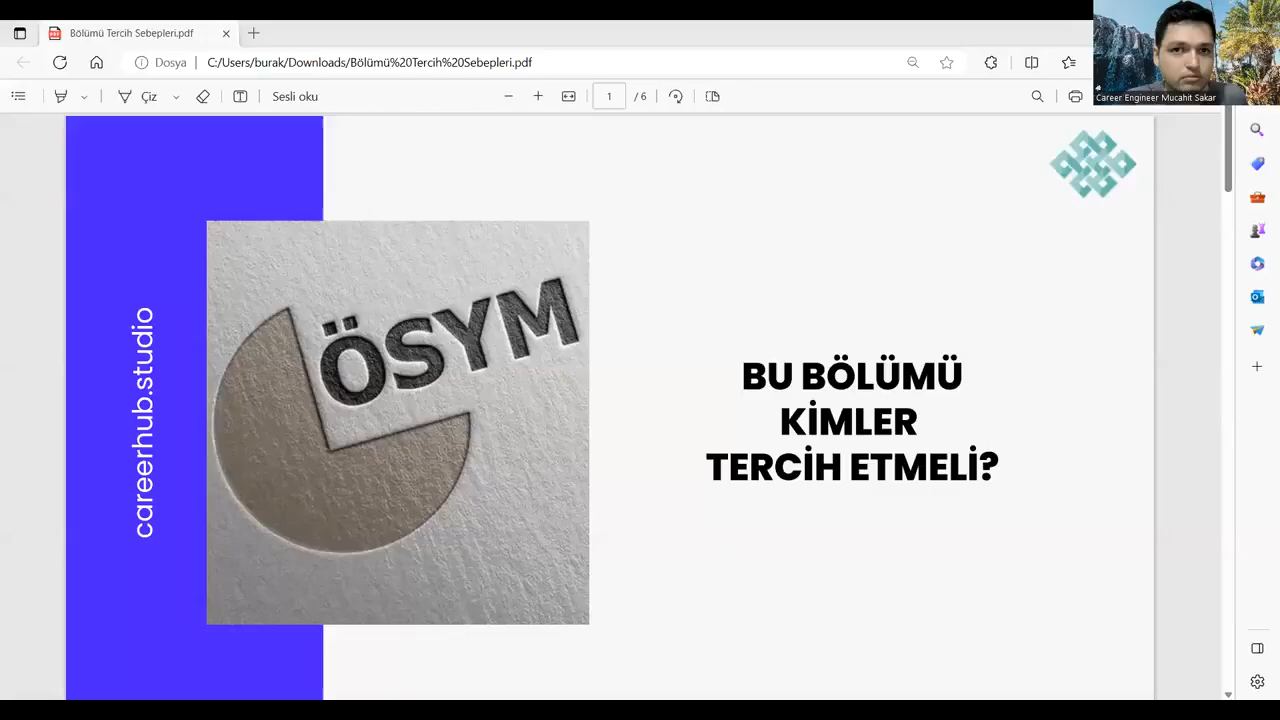 Bölümü Tercih Sebepleri.pdf
Dosya
C:/Users/burak/Downloads/Bölümü%20Tercih%20Sebepleri.pdf
Career Engineer Mucahit Sakar
Çiz
Sesli oku
1 / 6
careerhub.studio
ÖSYM
BU BÖLÜMÜ
KİMLER
TERCİH ETMELİ?